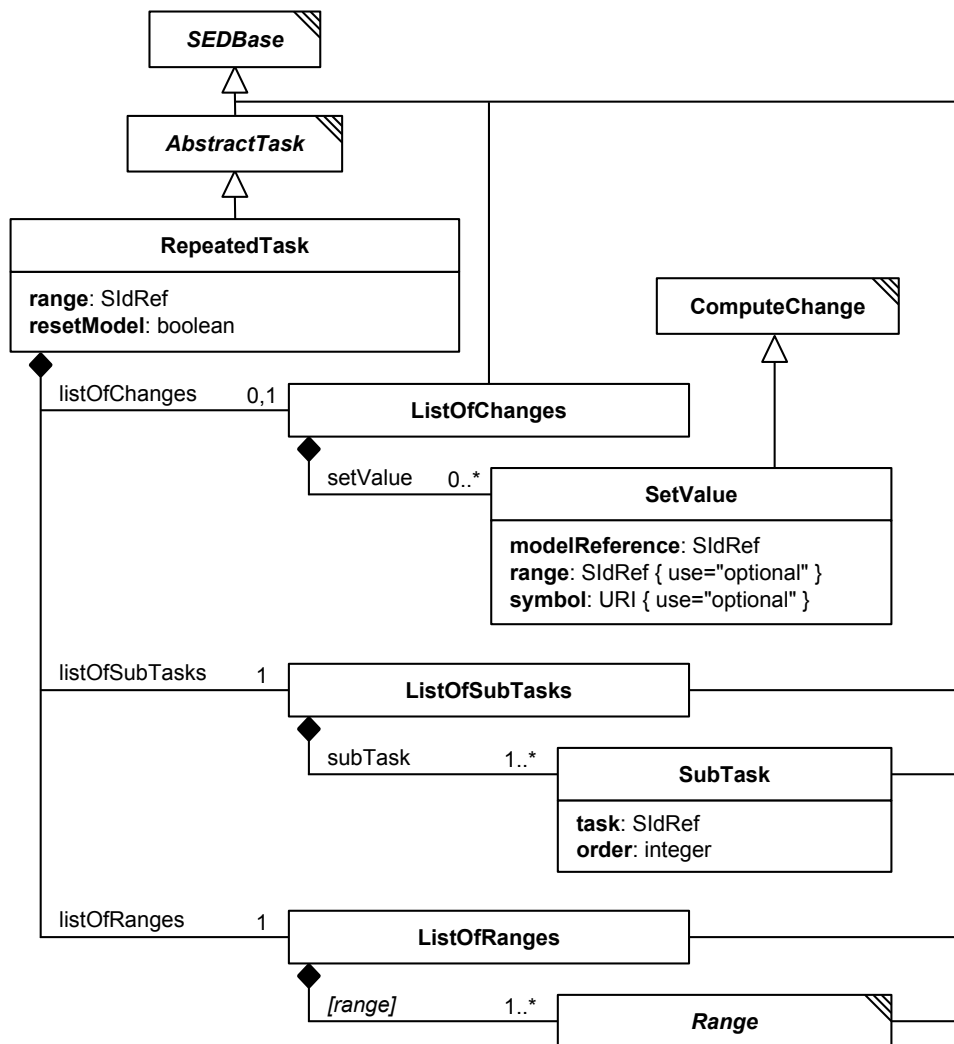 SEDBase
AbstractTask
RepeatedTask
range: SIdRef
resetModel: boolean
ComputeChange
listOfChanges 0,1
ListOfChanges
setValue 0..*
SetValue
modelReference: SIdRef
range: SIdRef { use="optional" }
symbol: URI { use="optional" }
listOfSubTasks 1
ListOfSubTasks
subTask 1..*
SubTask
task: SIdRef
order: integer
listOfRanges 1
ListOfRanges
[range] 1..*
Range